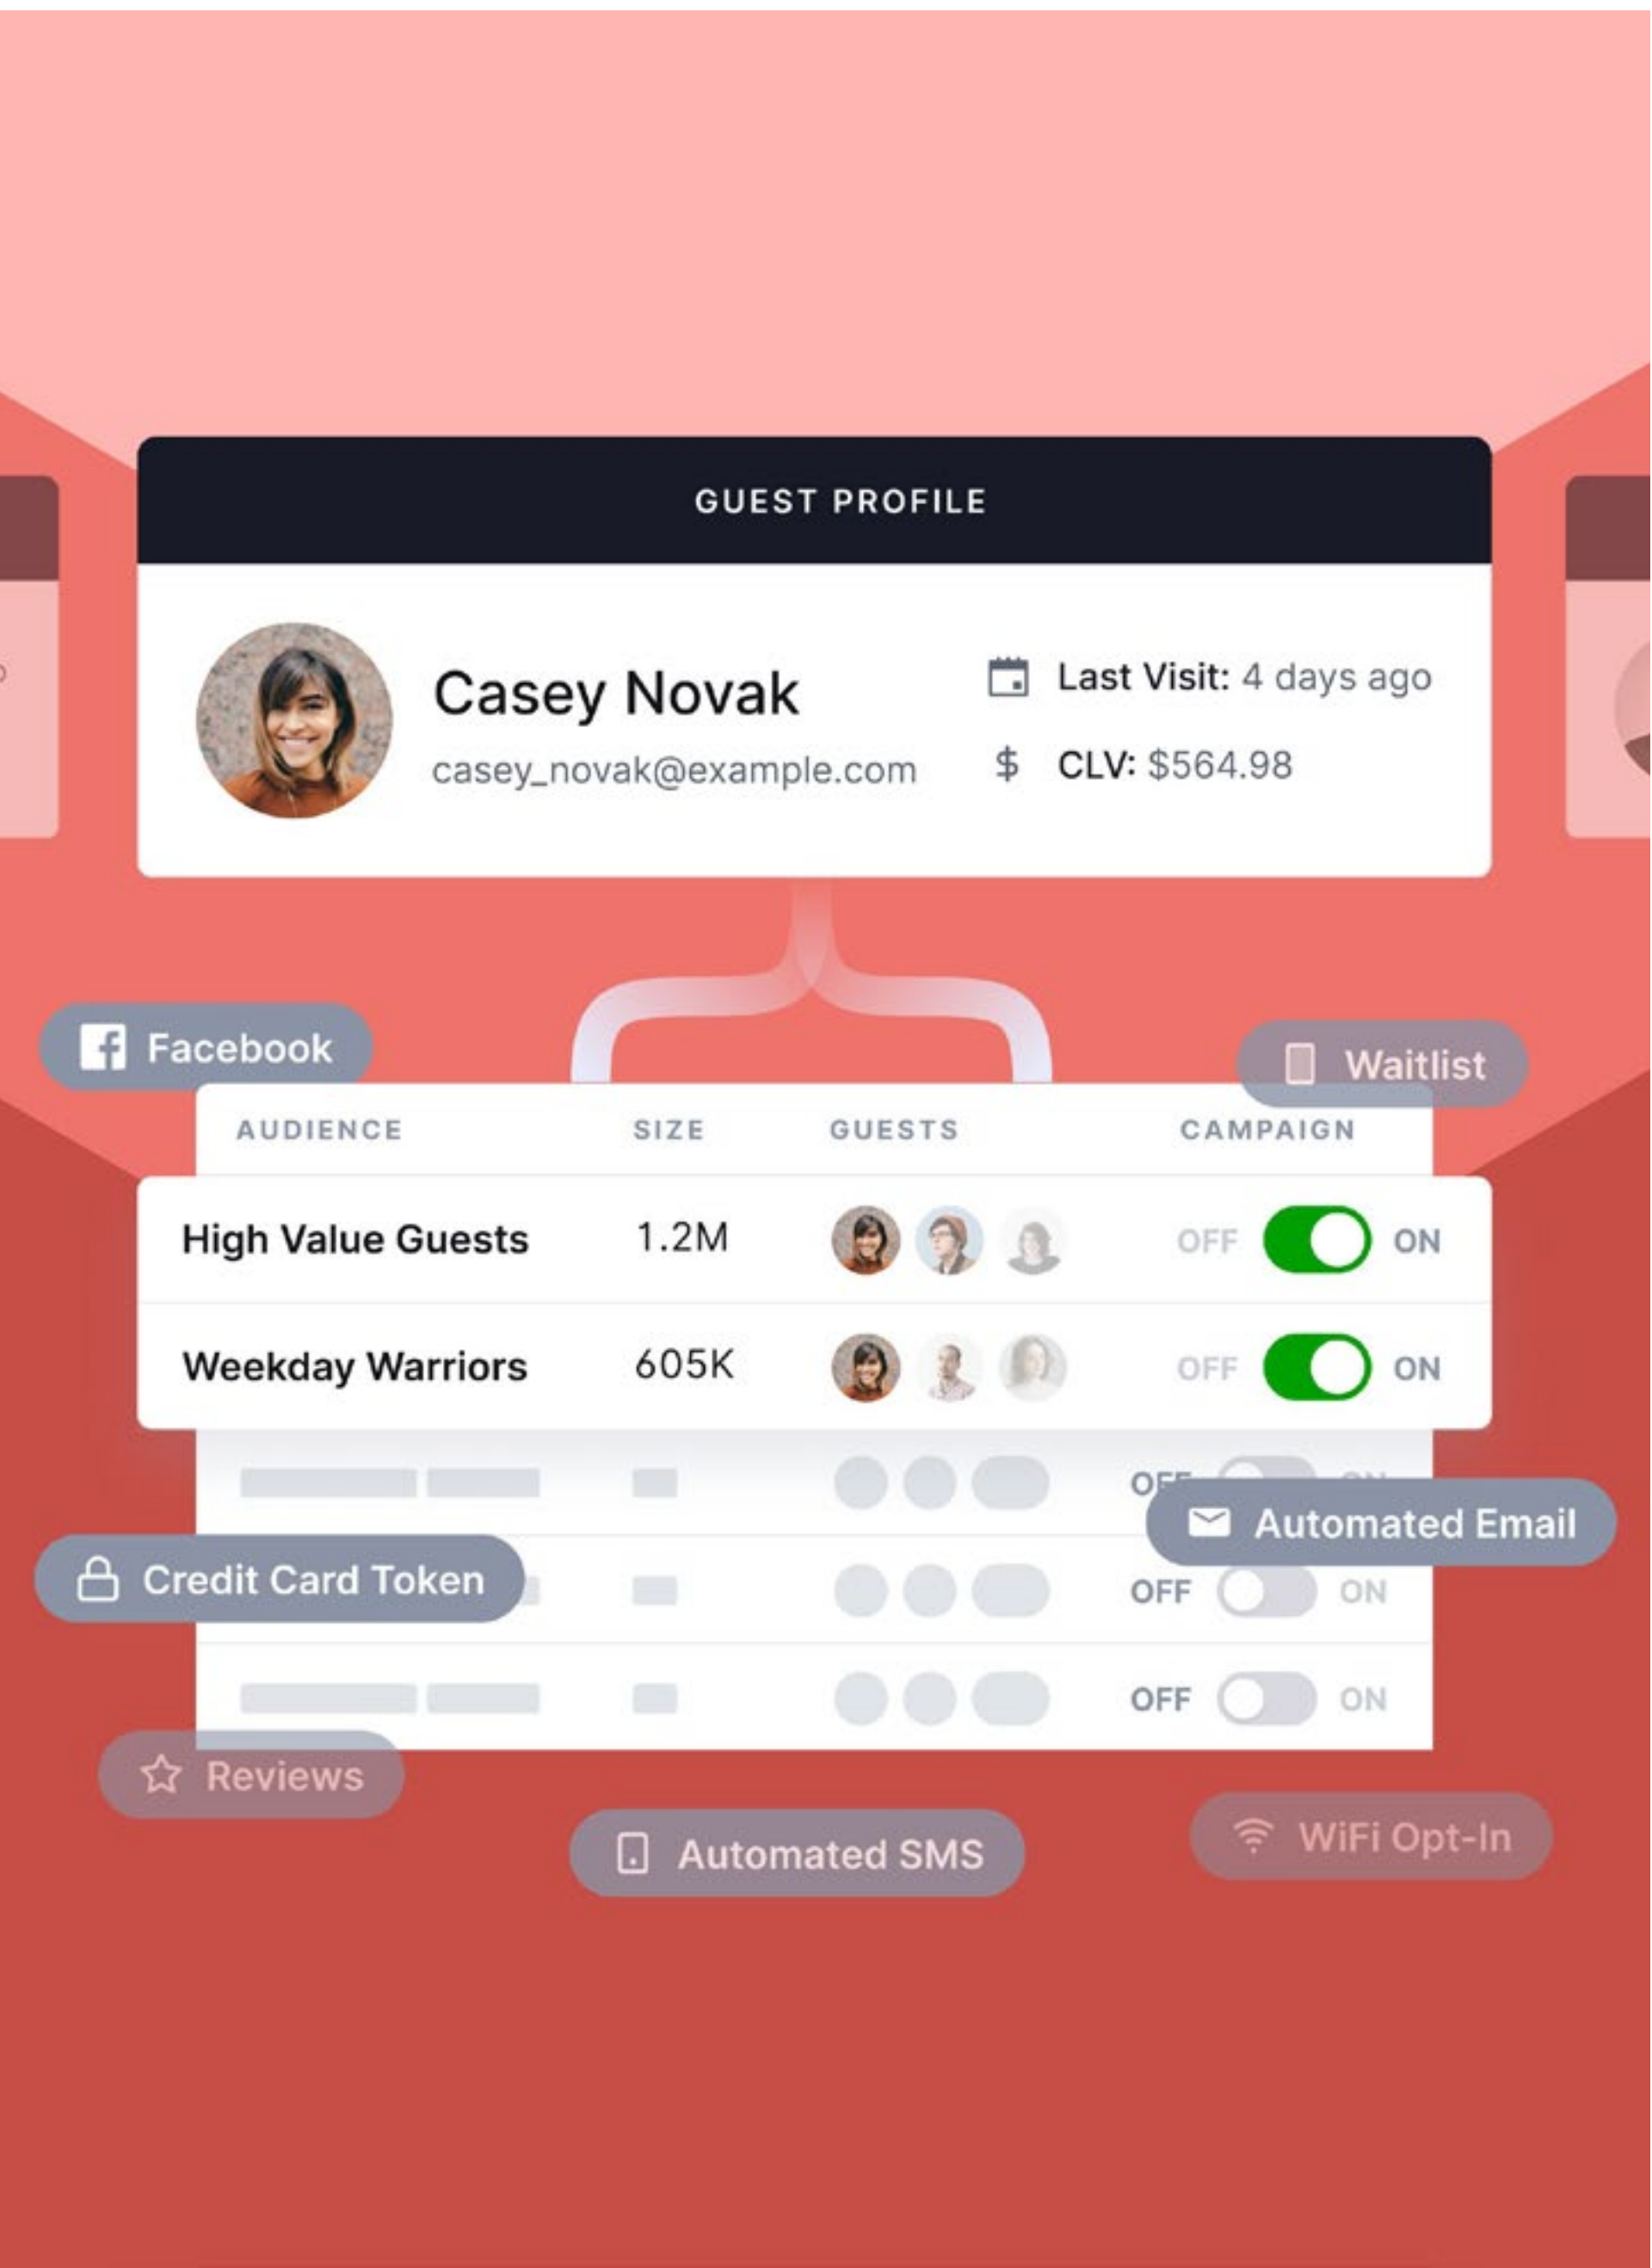 GUEST PROFILE
Casey Novak
casey_novak@example.com
Last Visit: 4 days ago
$ CLV: $564.98
Facebook
Waitlist
AUDIENCE SIZE GUESTS CAMPAIGN
High Value Guests 1.2M OFF ON
Weekday Warriors 605K OFF ON
OFF ON
Automated Email
Credit Card Token
OFF ON
OFF ON
Reviews
Automated SMS
WiFi Opt-In